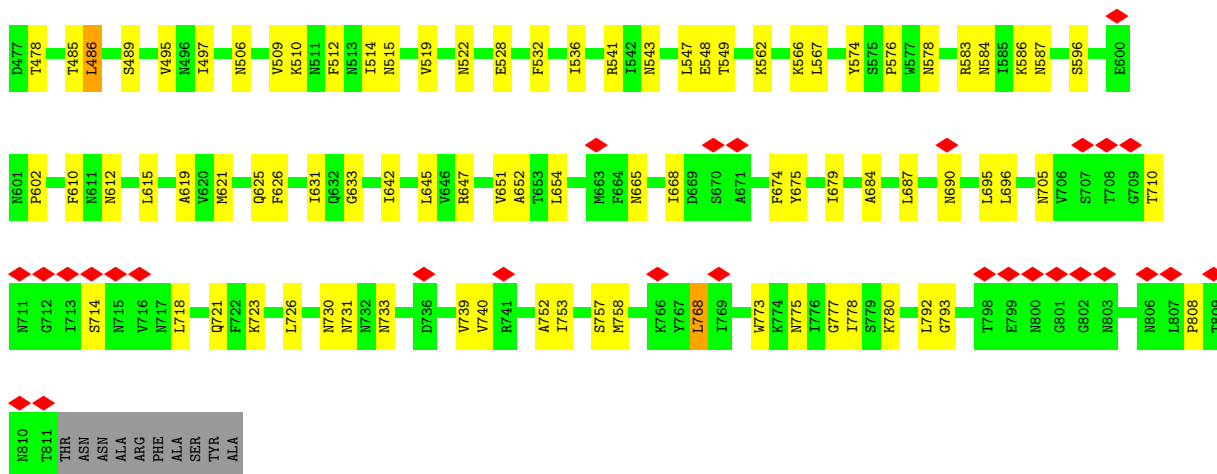 D477 T478 T485 L486 S489 V495 N496 I497 N506 V509 K510 N511 F512 N513 I514 N515 V519 N522 E528 F532 I536 R541 I542 N543 L547 E548 T549 K562 K566 L567 Y574 S575 P576 W577 N578 R583 N584 I585 K586 N587 S596 E600
N601 P602 F610 N611 N612 L615 A619 V620 M621 Q625 F626 I631 Q632 G633 I642 L645 V646 R647 V651 A652 T653 L654 M663 F664 N665 I668 D669 S670 A671 F674 Y675 I679 A684 L687 N690 L695 L696 N705 V706 S707 T708 G709 T710
N711 G712 I713 S714 N715 V716 N717 L718 Q721 F722 K723 L726 N730 N731 N732 N733 D736 V739 V740 R741 A752 I753 S757 M758 K766 Y767 L768 I769 W773 K774 N775 I776 G777 I778 S779 K780 L792 G793 T798 E799 N800 G801 G802 N803 N806 L807 P808 T809
N810 T811 THR ASN ASN ALA ARG PHE ALA SER TYR ALA